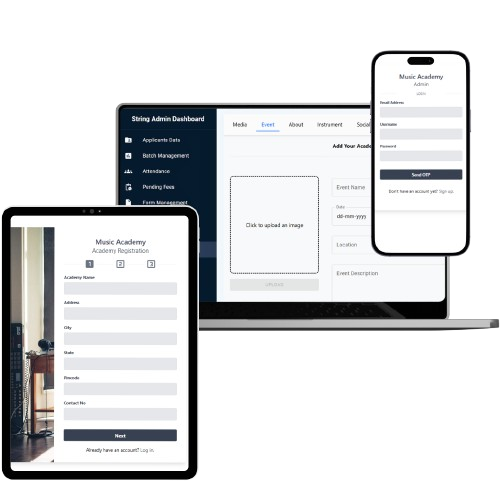 String Admin Dashboard
Applicants Data
Batch Management
Attendance
Pending Fees
Form Management
Media Event About Instrument Social
Add Your Acade
Click to upload an image
UPLOAD
Event Name
Date
dd-mm-yyyy
Location
Event Description
Music Academy
Admin
Login
Email Address
Username
Password
Send OTP
Don't have an account yet? Sign up.
Music Academy
Academy Registration
1 2 3
Academy Name
Address
City
State
Pincode
Contact No
Next
Already have an account? Log in.